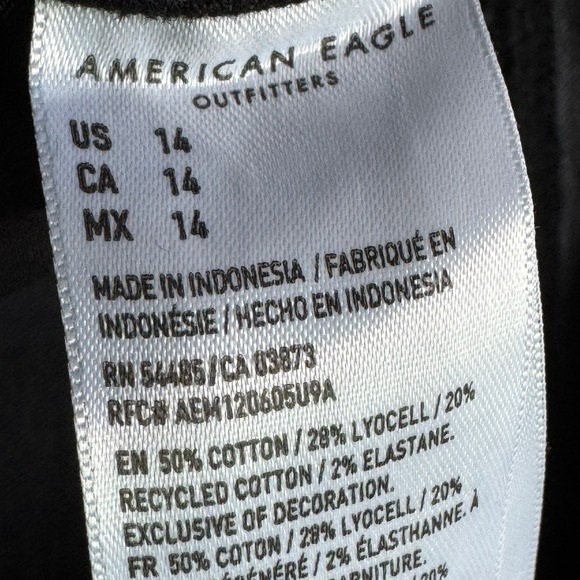 AMERICAN EAGLE
OUTFITTERS
US 14
CA 14
MX 14
MADE IN INDONESIA / FABRIQUÉ EN
INDONÉSIE / HECHO EN INDONESIA
RN 54485 / CA 03873
RFC# AEM120605U9A
EN 50% COTTON / 28% LYOCELL / 20%
RECYCLED COTTON / 2% ELASTANE.
EXCLUSIVE OF DECORATION.
FR 50% COTON / 28% LYOCELL / 20%
/ 2% ÉLASTHANNE. À